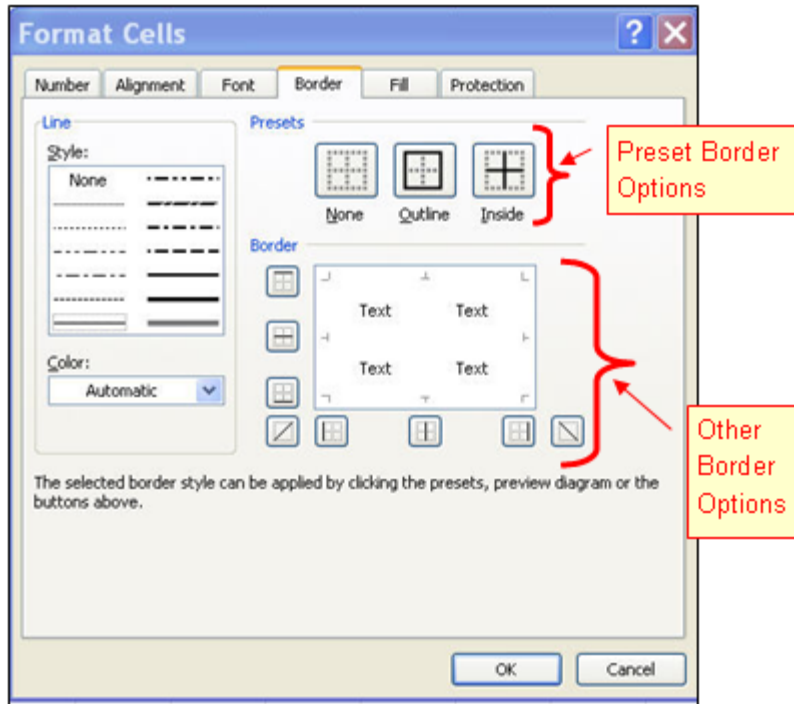 Format Cells
Number Alignment Font Border Fill Protection
Line
Style:
None
Color:
Automatic
Presets
None Outline Inside
Border
Text Text
Text Text
The selected border style can be applied by clicking the presets, preview diagram or the
buttons above.
OK Cancel
Preset Border
Options
Other
Border
Options